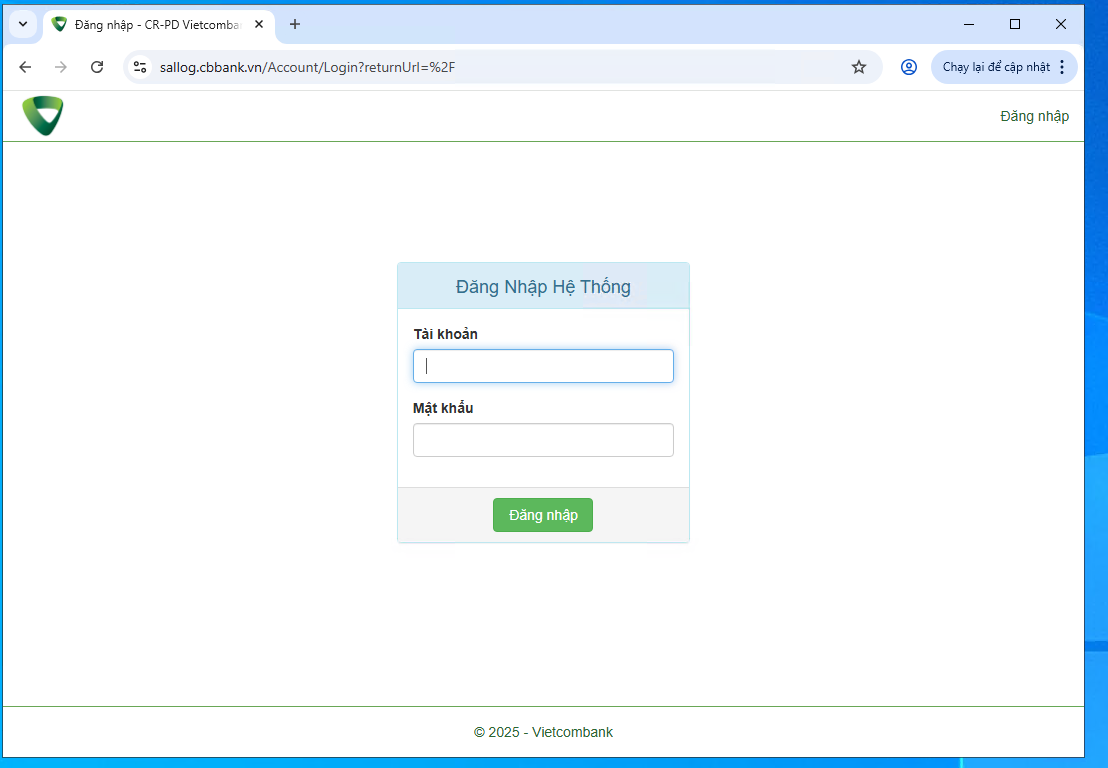 Đăng nhập - CR-PD Vietcomba
sallog.cbbank.vn/Account/Login?returnUrl=%2F
Chạy lại để cập nhật
Đăng nhập
Đăng Nhập Hệ Thống
Tài khoản
Mật khẩu
Đăng nhập
© 2025 - Vietcombank